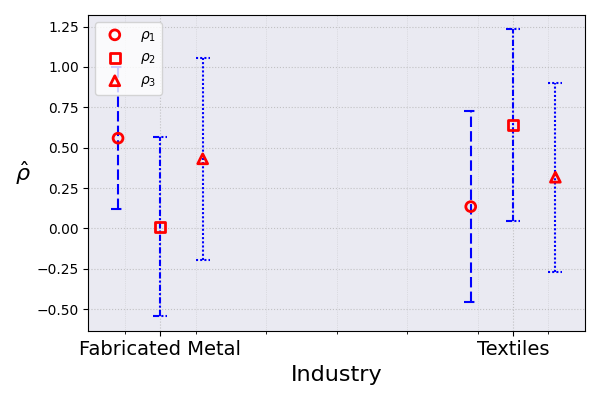 1.25
1.00
0.75
0.50
0.25
0.00
−0.25
−0.50
ρ̂
ρ₁
ρ₂
ρ₃
Fabricated Metal
Textiles
Industry